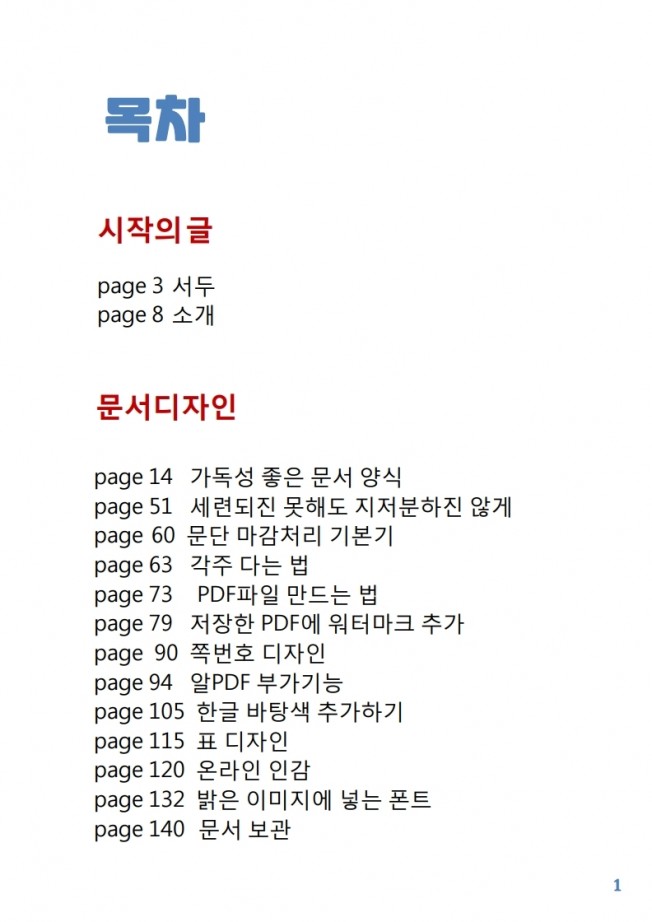 목차
시작의 글
page 3 서두
page 8 소개
문서디자인
page 14 가독성 좋은 문서 양식
page 51 세련되진 못해도 지저분하진 않게
page 60 문단 마감처리 기본기
page 63 각주 다는 법
page 73 PDF파일 만드는 법
page 79 저장한 PDF에 워터마크 추가
page 90 쪽번호 디자인
page 94 알PDF 부가기능
page 105 한글 바탕색 추가하기
page 115 표 디자인
page 120 온라인 인감
page 132 밝은 이미지에 넣는 폰트
page 140 문서 보관
1